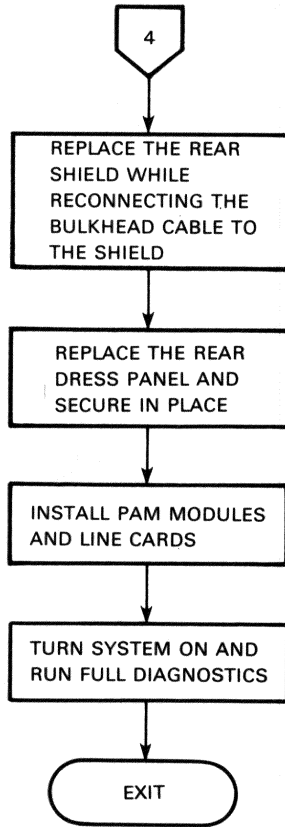 4
REPLACE THE REAR
SHIELD WHILE
RECONNECTING THE
BULKHEAD CABLE TO
THE SHIELD
REPLACE THE REAR
DRESS PANEL AND
SECURE IN PLACE
INSTALL PAM MODULES
AND LINE CARDS
TURN SYSTEM ON AND
RUN FULL DIAGNOSTICS
EXIT